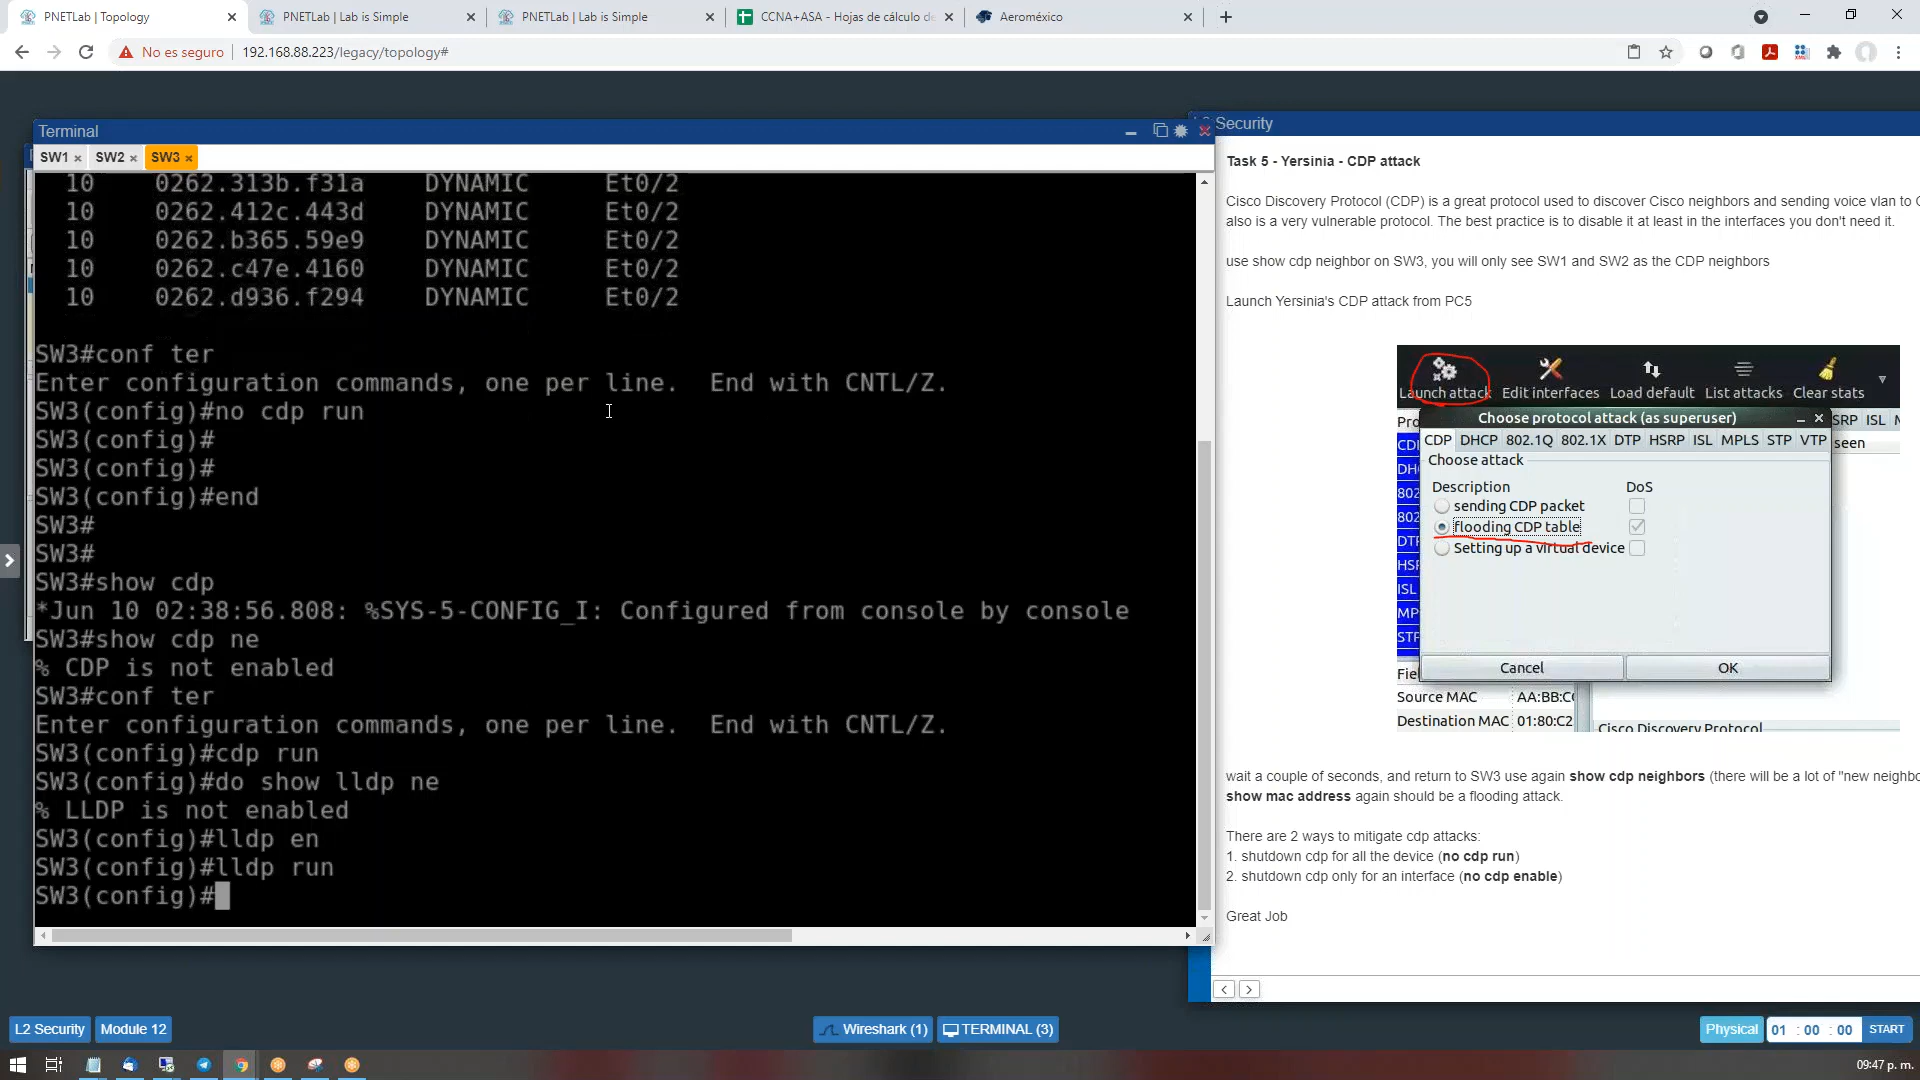 PNETLab | Topology
PNETLab | Lab is Simple
PNETLab | Lab is Simple
CCNA+ASA - Hojas de cálculo de
Aeroméxico
No es seguro
192.168.88.223/legacy/topology#
Terminal
SW1
SW2
SW3
10 0262.313b.f31a DYNAMIC Et0/2
10 0262.412c.443d DYNAMIC Et0/2
10 0262.b365.59e9 DYNAMIC Et0/2
10 0262.c47e.4160 DYNAMIC Et0/2
10 0262.d936.f294 DYNAMIC Et0/2
SW3#conf ter
Enter configuration commands, one per line. End with CNTL/Z.
SW3(config)#no cdp run
SW3(config)#
SW3(config)#
SW3(config)#end
SW3#
SW3#
SW3#show cdp
*Jun 10 02:38:56.808: %SYS-5-CONFIG_I: Configured from console by console
SW3#show cdp ne
% CDP is not enabled
SW3#conf ter
Enter configuration commands, one per line. End with CNTL/Z.
SW3(config)#cdp run
SW3(config)#do show lldp ne
% LLDP is not enabled
SW3(config)#lldp en
SW3(config)#lldp run
SW3(config)#
Security
Task 5 - Yersinia - CDP attack
Cisco Discovery Protocol (CDP) is a great protocol used to discover Cisco neighbors and sending voice vlan to
also is a very vulnerable protocol. The best practice is to disable it at least in the interfaces you don't need it.
use show cdp neighbor on SW3, you will only see SW1 and SW2 as the CDP neighbors
Launch Yersinia's CDP attack from PC5
Launch attack Edit interfaces Load default List attacks Clear stats
Choose protocol attack (as superuser)
SRP ISL
seen
CDP DHCP 802.1Q 802.1X DTP HSRP ISL MPLS STP VTP
Choose attack
Description DoS
sending CDP packet
flooding CDP table
Setting up a virtual device
Cancel OK
Source MAC AA:BB:C
Destination MAC 01:80:C2
Cisco Discovery Protocol
wait a couple of seconds, and return to SW3 use again show cdp neighbors (there will be a lot of "new neighbo
show mac address again should be a flooding attack.
There are 2 ways to mitigate cdp attacks:
1. shutdown cdp for all the device (no cdp run)
2. shutdown cdp only for an interface (no cdp enable)
Great Job
L2 Security
Module 12
Wireshark (1)
TERMINAL (3)
Physical
01 : 00 : 00
START
09:47 p. m.